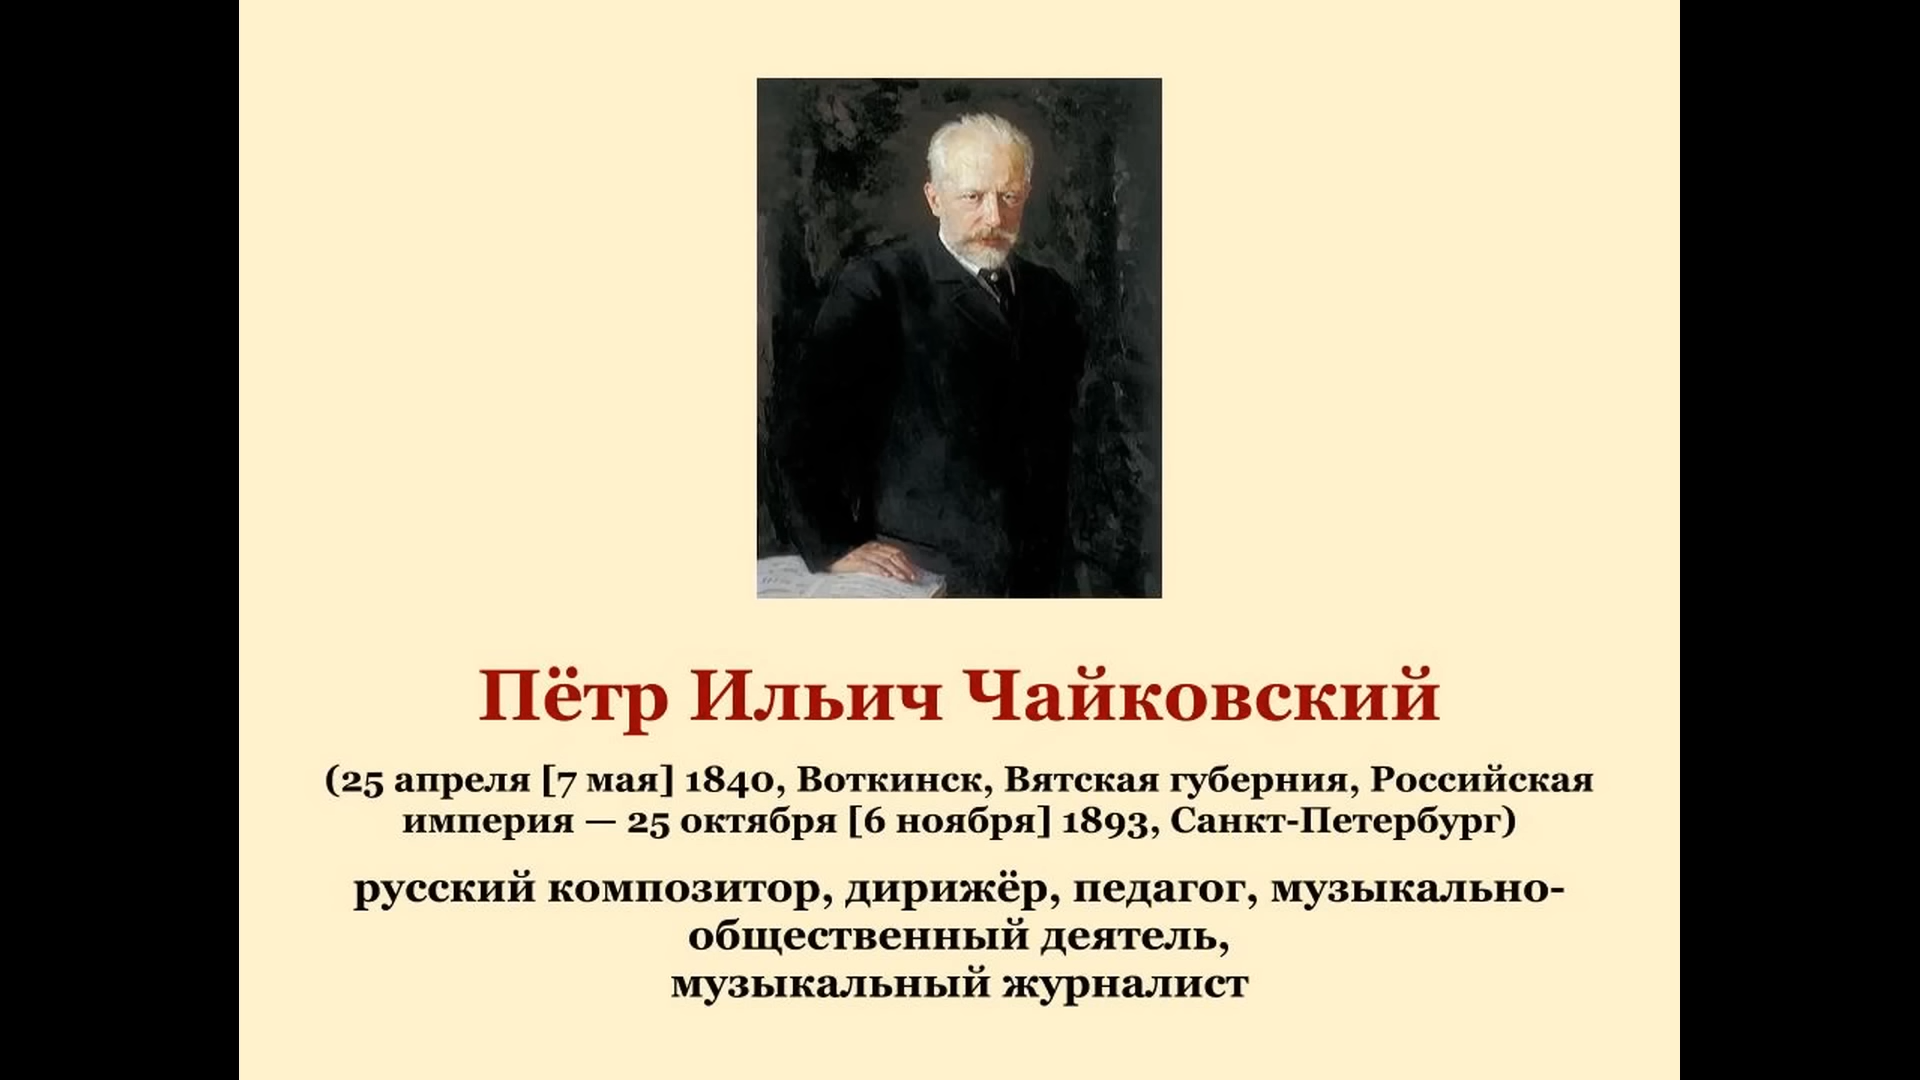 Пётр Ильич Чайковский
(25 апреля [7 мая] 1840, Воткинск, Вятская губерния, Российская
империя — 25 октября [6 ноября] 1893, Санкт-Петербург)
русский композитор, дирижёр, педагог, музыкально-
общественный деятель,
музыкальный журналист